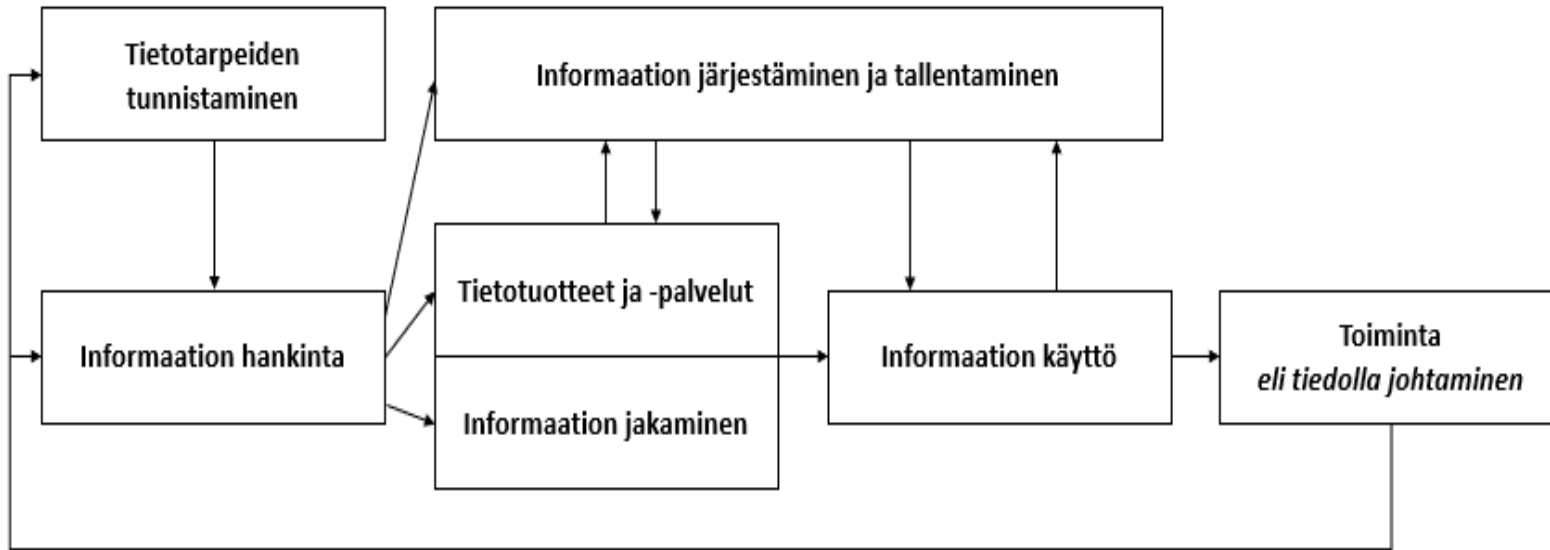 Tietotarpeiden
tunnistaminen
Informaation järjestäminen ja tallentaminen
Tietotuotteet ja -palvelut
Informaation hankinta
Informaation käyttö
Toiminta
eli tiedolla johtaminen
Informaation jakaminen